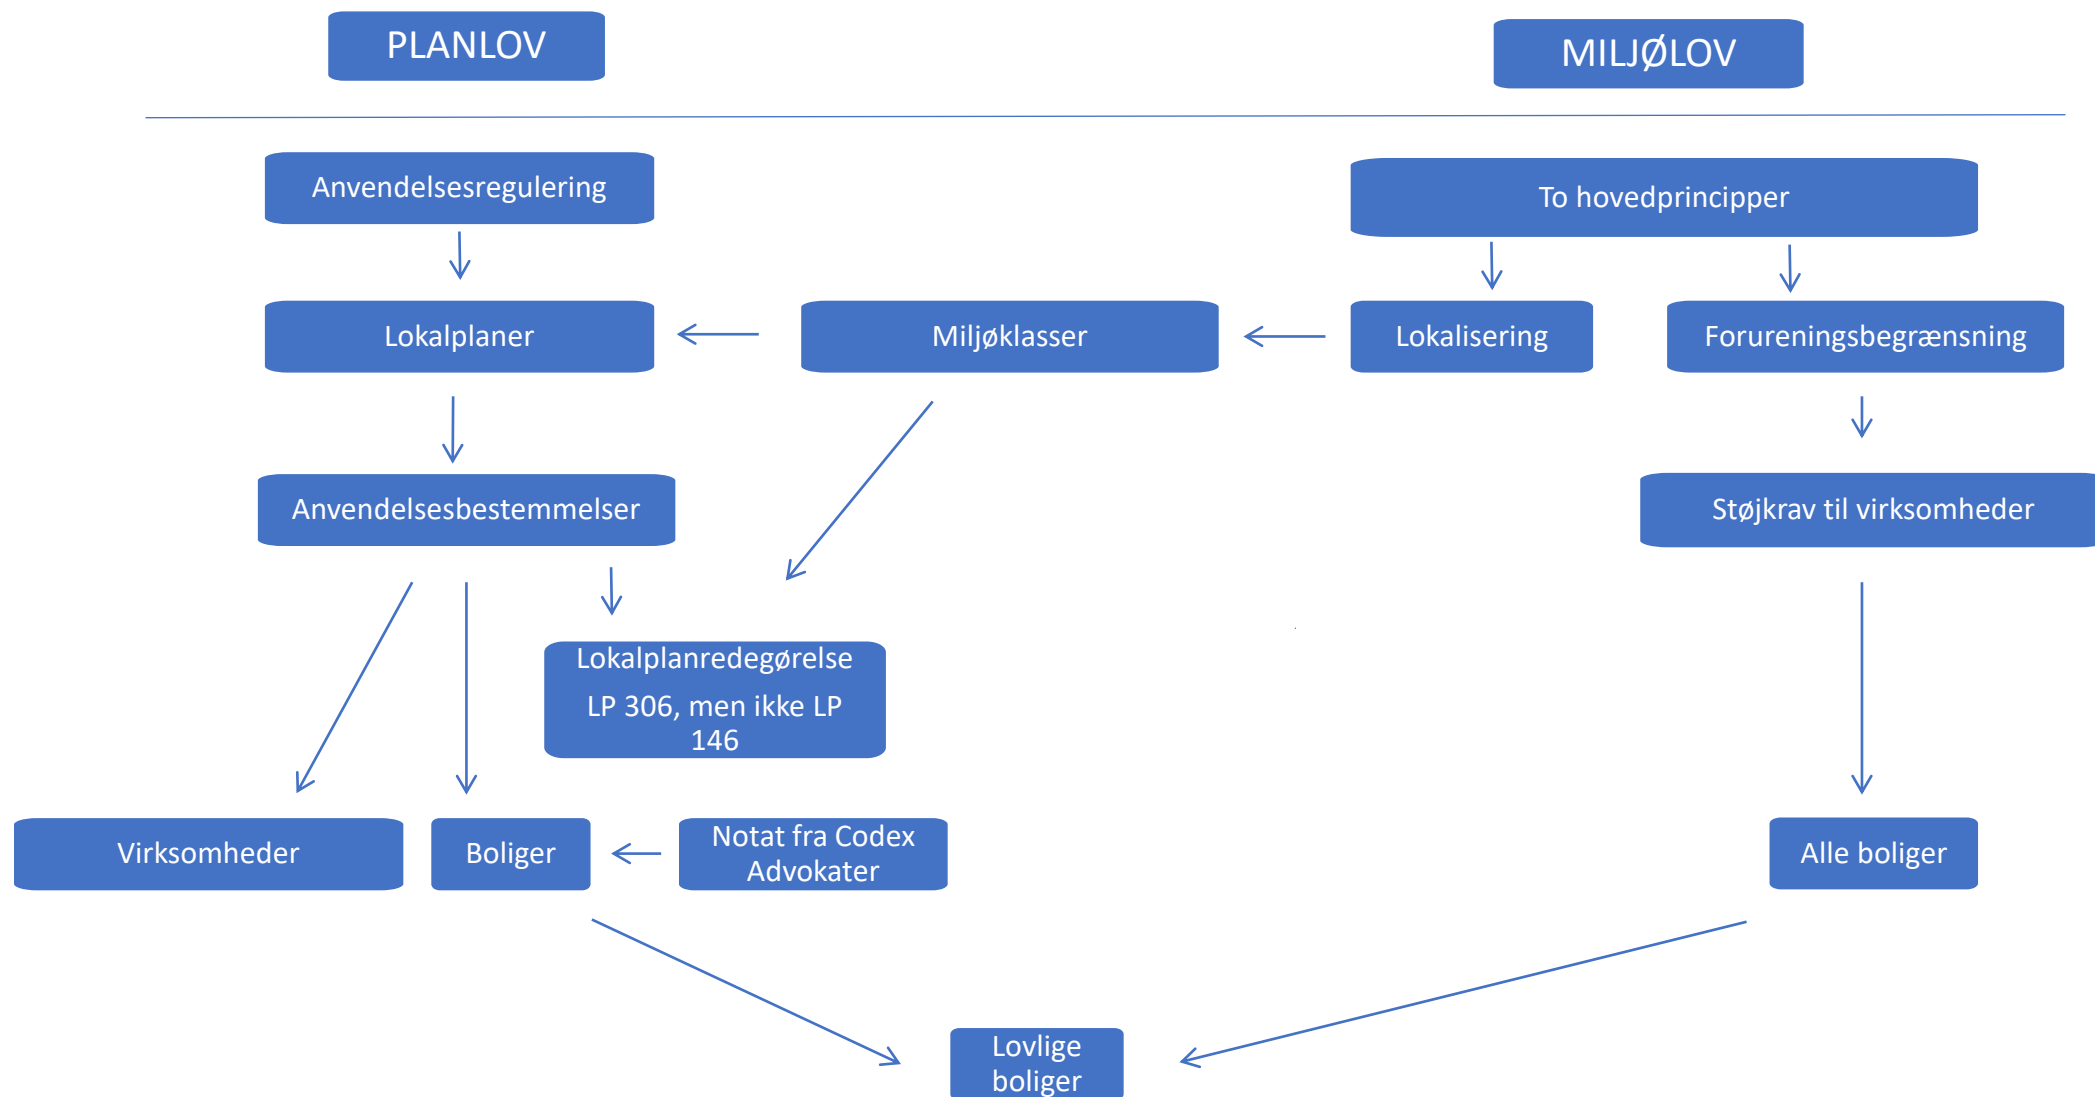 PLANLOV
MILJØLOV
Anvendelsesregulering
To hovedprincipper
Lokalplaner
Miljøklasser
Lokalisering
Forureningsbegrænsning
Anvendelsesbestemmelser
Støjkrav til virksomheder
Lokalplanredegørelse
LP 306, men ikke LP
146
Virksomheder
Boliger
Notat fra Codex
Advokater
Alle boliger
Lovlige
boliger